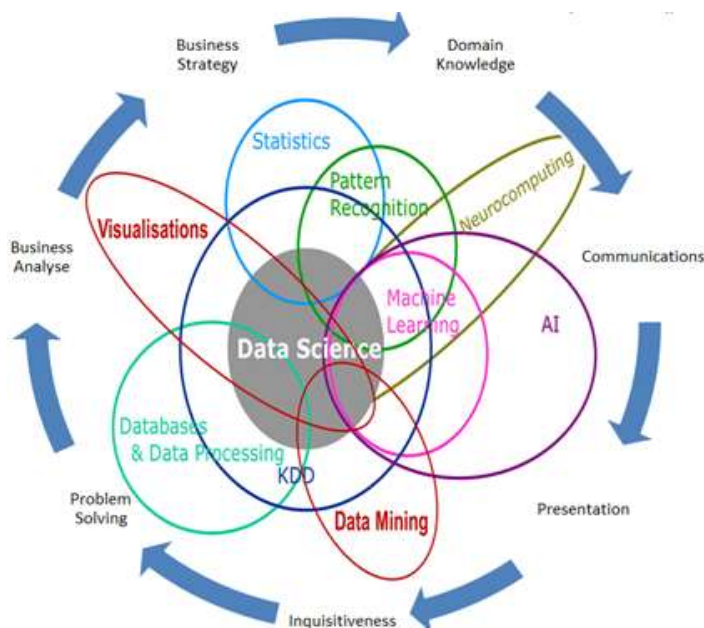 Business
Strategy
Domain
Knowledge
Statistics
Pattern
Recognition
Neurocomputing
Visualisations
Business
Analyse
Communications
Machine
Learning
AI
Data Science
Databases
& Data Processing
KDD
Problem
Solving
Data Mining
Presentation
Inquisitiveness